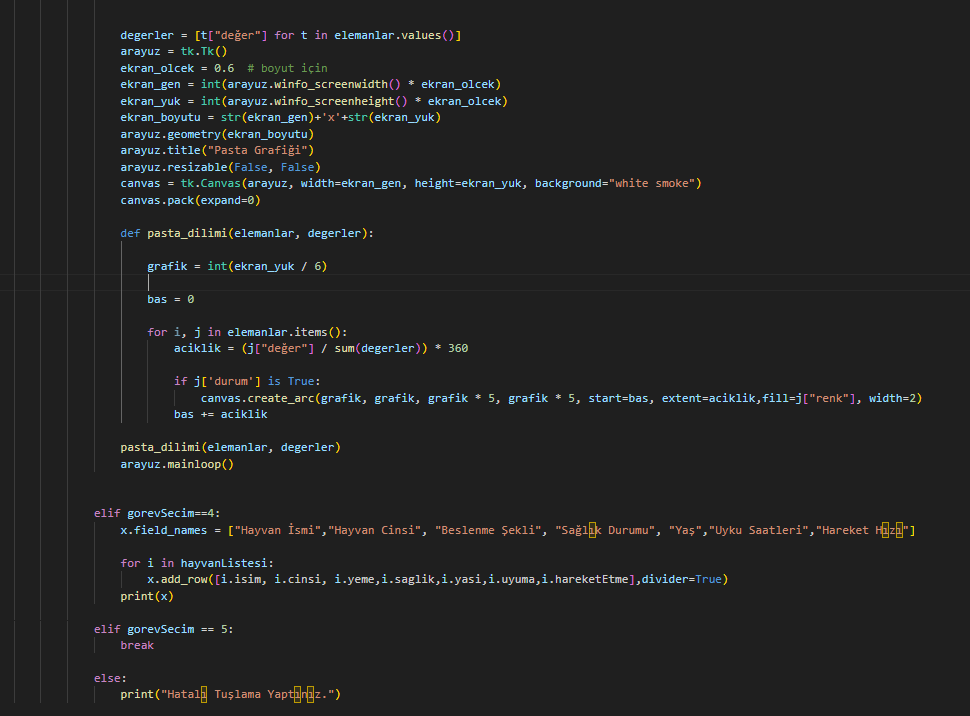 degerler = [t["değer"] for t in elemanlar.values()]
arayuz = tk.Tk()
ekran_olcek = 0.6  # boyut için
ekran_gen = int(arayuz.winfo_screenwidth() * ekran_olcek)
ekran_yuk = int(arayuz.winfo_screenheight() * ekran_olcek)
ekran_boyutu = str(ekran_gen)+'x'+str(ekran_yuk)
arayuz.geometry(ekran_boyutu)
arayuz.title("Pasta Grafiği")
arayuz.resizable(False, False)
canvas = tk.Canvas(arayuz, width=ekran_gen, height=ekran_yuk, background="white smoke")
canvas.pack(expand=0)
def pasta_dilimi(elemanlar, degerler):
grafik = int(ekran_yuk / 6)
bas = 0
for i, j in elemanlar.items():
aciklik = (j["değer"] / sum(degerler)) * 360
if j['durum'] is True:
canvas.create_arc(grafik, grafik, grafik * 5, grafik * 5, start=bas, extent=aciklik,fill=j["renk"], width=2)
bas += aciklik
pasta_dilimi(elemanlar, degerler)
arayuz.mainloop()
elif gorevSecim==4:
x.field_names = ["Hayvan İsmi","Hayvan Cinsi", "Beslenme Şekli", "Sağlık Durumu", "Yaş","Uyku Saatleri","Hareket Hızı"]
for i in hayvanListesi:
x.add_row([i.isim, i.cinsi, i.yeme,i.saglik,i.yasi,i.uyuma,i.hareketEtme],divider=True)
print(x)
elif gorevSecim == 5:
break
else:
print("Hatalı Tuşlama Yaptınız.")